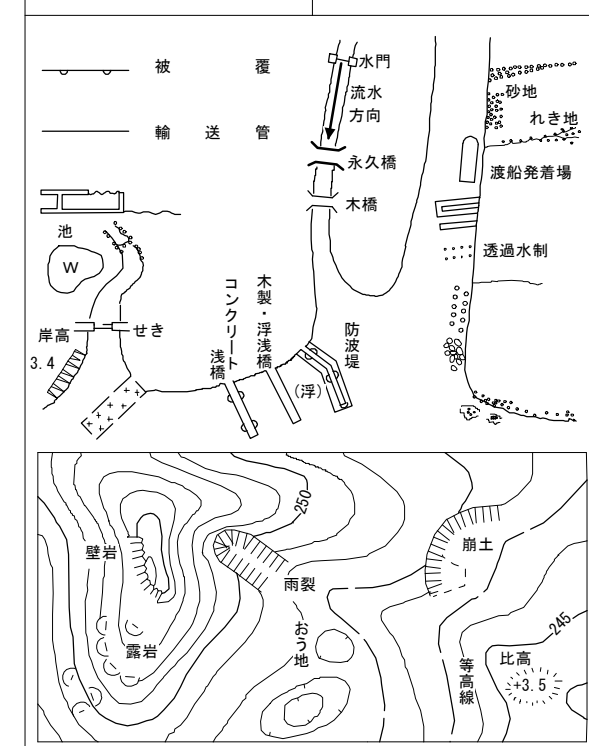 被覆
輸送管
水門
流水
方向
永久橋
木橋
砂地
れき地
渡船発着場
透過水制
池
W
岸高
3.4
せき
コンクリート
浅橋
木製・浮浅橋
(浮)
防波堤
250
壁岩
露岩
雨裂
おう地
崩土
等高線
245
比高
+3.5